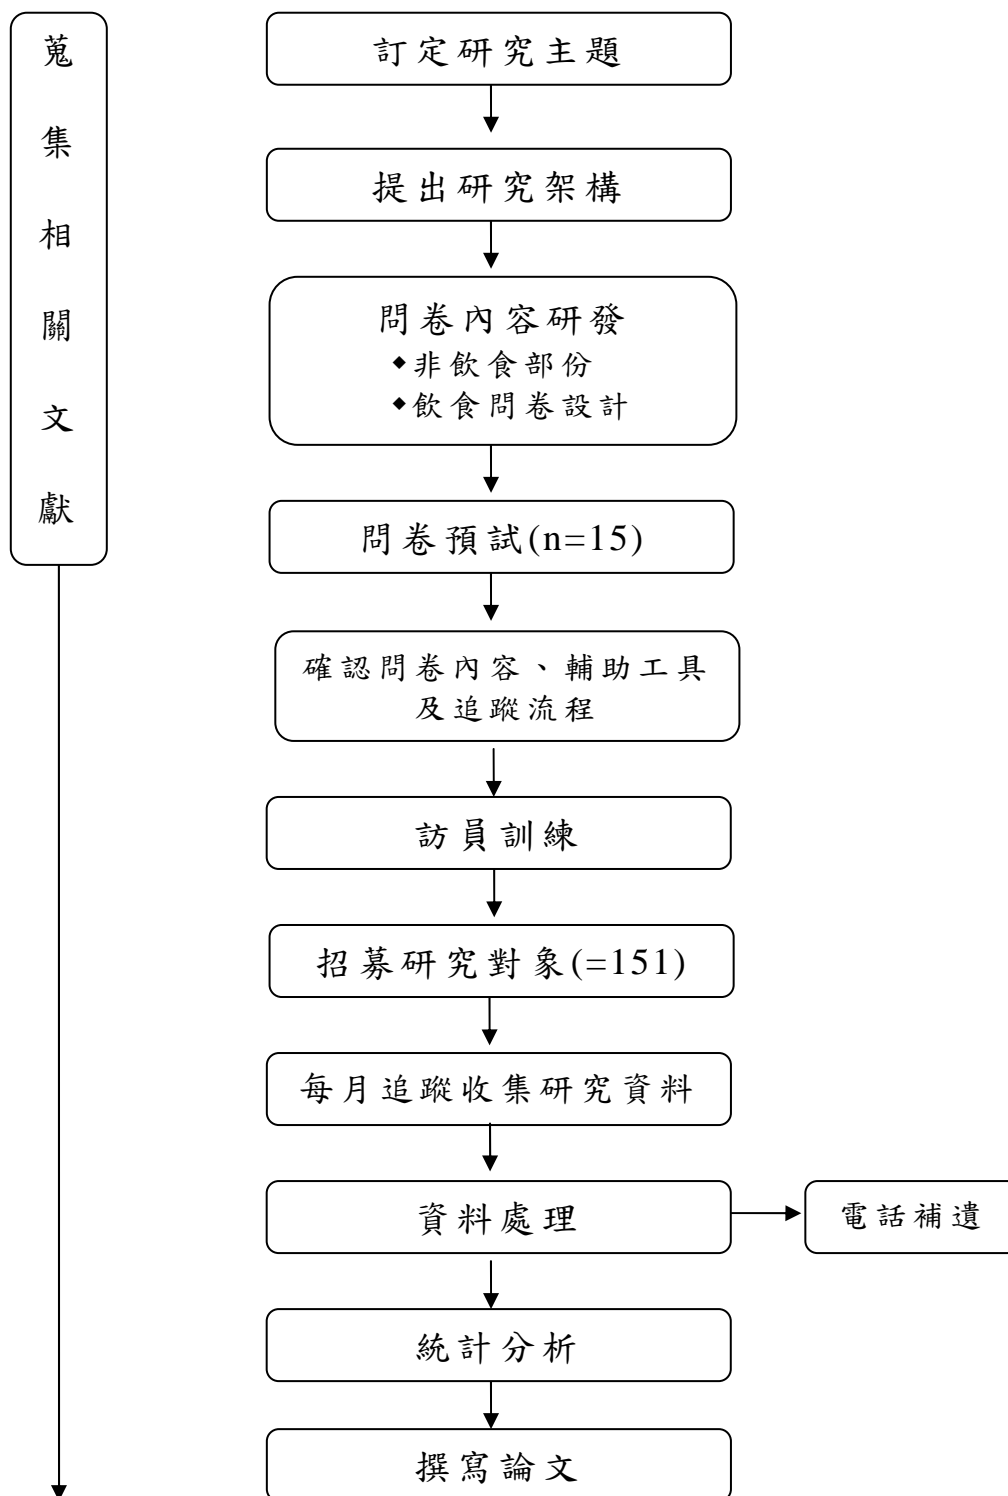 蒐集相關文獻
訂定研究主題
提出研究架構
問卷內容研發
◆非飲食部份
◆飲食問卷設計
問卷預試(n=15)
確認問卷內容、輔助工具
及追蹤流程
訪員訓練
招募研究對象(=151)
每月追蹤收集研究資料
資料處理
電話補遺
統計分析
撰寫論文